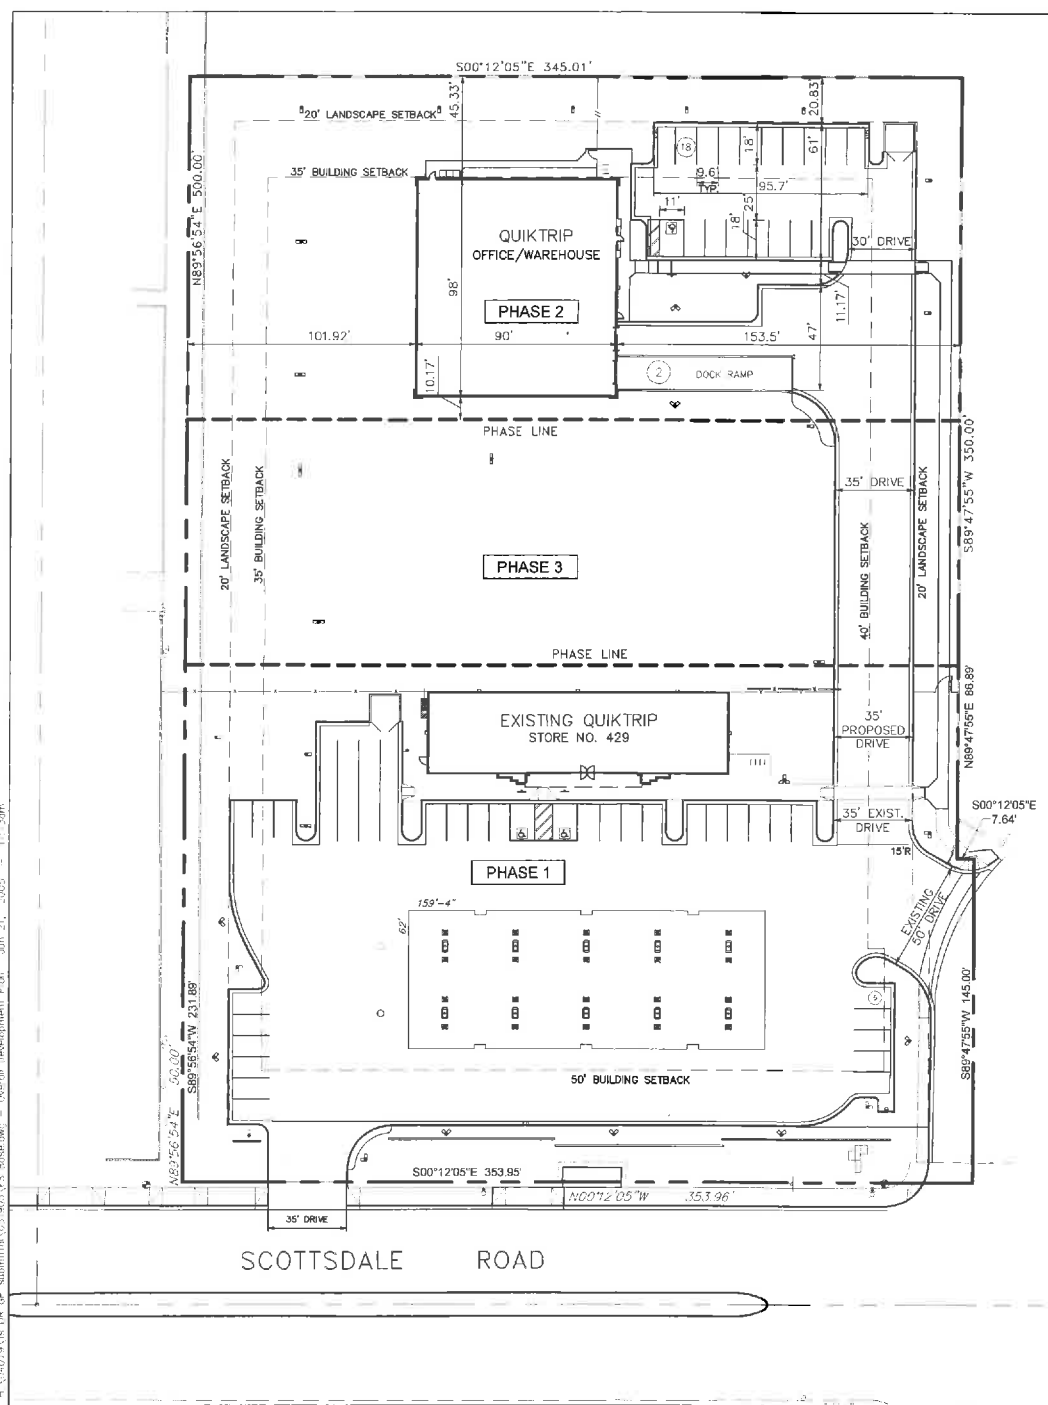 S00°12'05"E 345.01'
20' LANDSCAPE SETBACK
45.33'
20.83'
35' BUILDING SETBACK
N89°56'54"E 500.00'
18
18'
61'
9.6'
TYP.
95.7'
11'
25'
18'
30' DRIVE
QUIKTRIP
OFFICE/WAREHOUSE
98'
PHASE 2
11.17'
47'
101.92'
90'
153.5'
10.17'
2
DOCK RAMP
PHASE LINE
S89°47'55"W 350.00'
20' LANDSCAPE SETBACK
35' BUILDING SETBACK
35' DRIVE
20' LANDSCAPE SETBACK
40' BUILDING SETBACK
PHASE 3
PHASE LINE
N89°47'55"E 86.89'
EXISTING QUIKTRIP
STORE NO. 429
35'
PROPOSED
DRIVE
35' EXIST.
DRIVE
S00°12'05"E
7.64'
15'R
PHASE 1
159'-4"
62'
EXISTING
50' DRIVE
S89°56'54"W 231.89'
N89°56'54"E 50.00'
S89°47'55"W 145.00'
50' BUILDING SETBACK
S00°12'05"E 353.95'
N00°12'05"W 353.96'
35' DRIVE
SCOTTSDALE ROAD